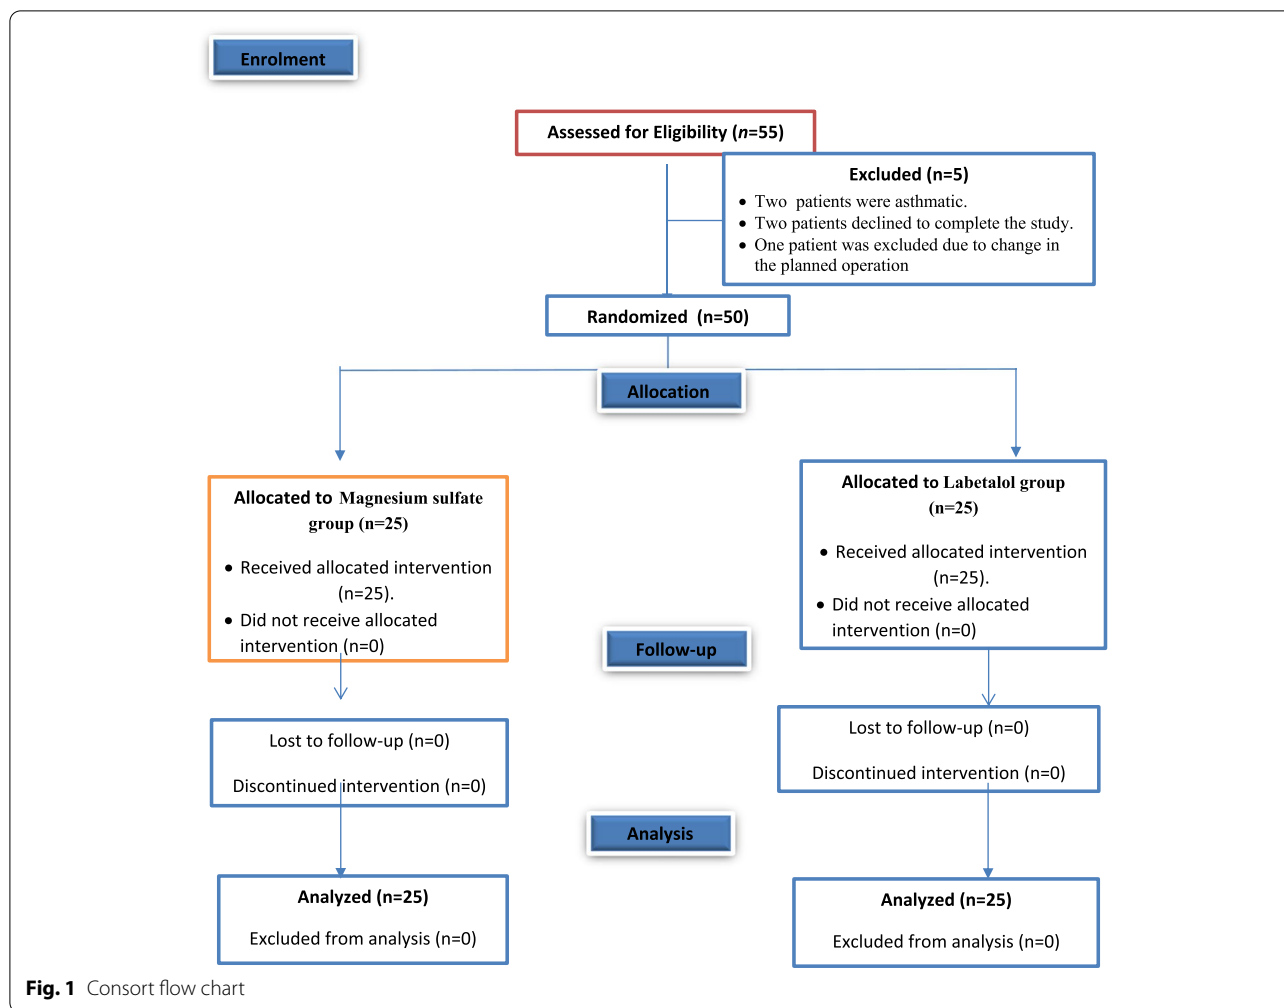 Enrolment
Assessed for Eligibility (n=55)
Excluded (n=5)
• Two patients were asthmatic.
• Two patients declined to complete the study.
• One patient was excluded due to change in
the planned operation
Randomized (n=50)
Allocation
Allocated to Magnesium sulfate
group (n=25)
• Received allocated intervention
(n=25).
• Did not receive allocated
intervention (n=0)
Allocated to Labetalol group
(n=25)
• Received allocated intervention
(n=25).
• Did not receive allocated
intervention (n=0)
Follow-up
Lost to follow-up (n=0)
Discontinued intervention (n=0)
Lost to follow-up (n=0)
Discontinued intervention (n=0)
Analysis
Analyzed (n=25)
Excluded from analysis (n=0)
Analyzed (n=25)
Excluded from analysis (n=0)
Fig. 1 Consort flow chart